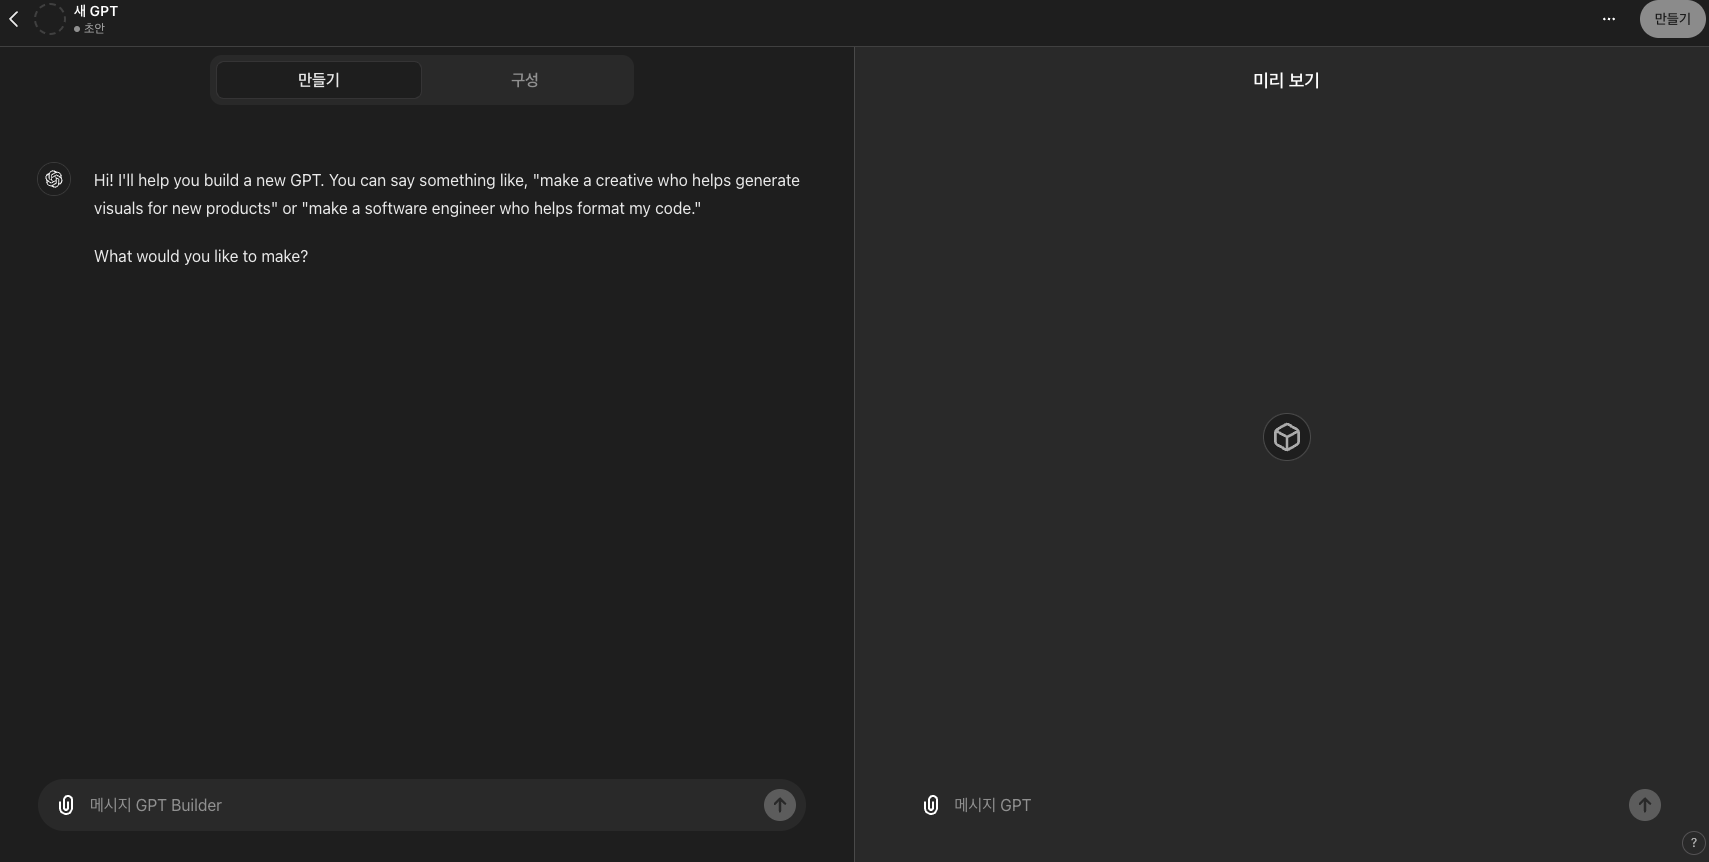 새 GPT
초안
만들기
만들기
구성
미리 보기
Hi! I'll help you build a new GPT. You can say something like, "make a creative who helps generate
visuals for new products" or "make a software engineer who helps format my code."
What would you like to make?
메시지 GPT Builder
메시지 GPT
?